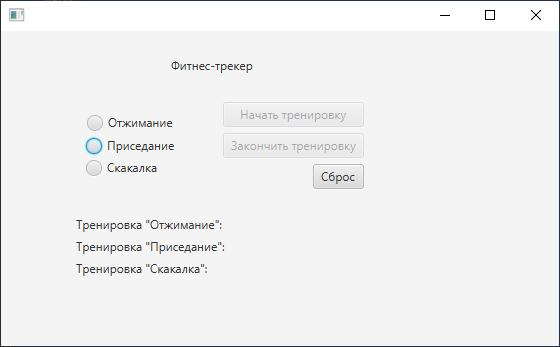 Фитнес-трекер
Отжимание
Начать тренировку
Приседание
Закончить тренировку
Скакалка
Сброс
Тренировка "Отжимание":
Тренировка "Приседание":
Тренировка "Скакалка":